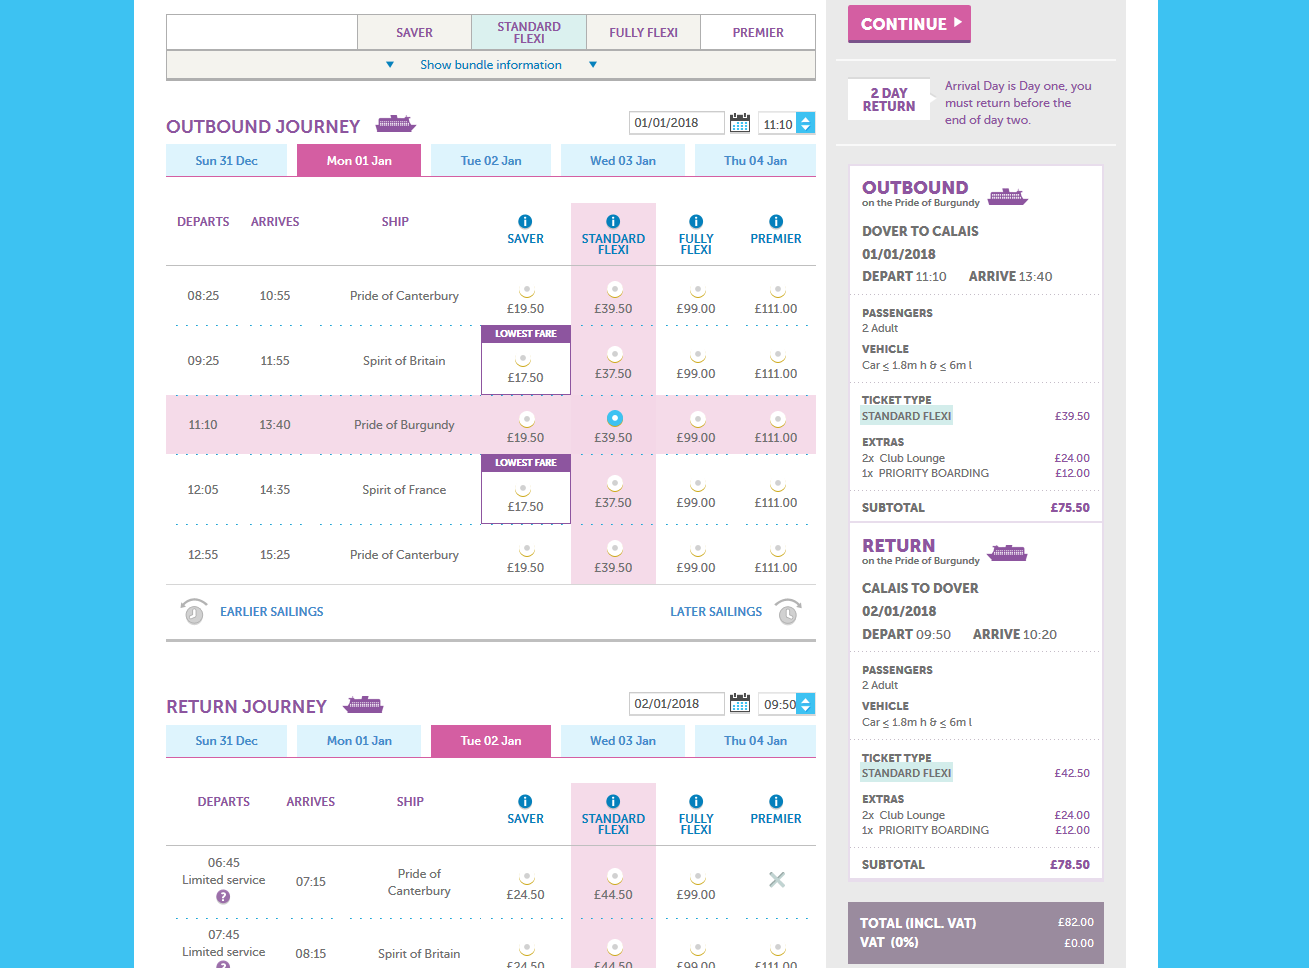 SAVER
STANDARD FLEXI
FULLY FLEXI
PREMIER
Show bundle information
OUTBOUND JOURNEY
01/01/2018
11:10
Sun 31 Dec
Mon 01 Jan
Tue 02 Jan
Wed 03 Jan
Thu 04 Jan
DEPARTS ARRIVES SHIP SAVER STANDARD FLEXI FULLY FLEXI PREMIER
08:25 10:55 Pride of Canterbury £19.50 £39.50 £99.00 £111.00
LOWEST FARE
09:25 11:55 Spirit of Britain £17.50 £37.50 £99.00 £111.00
11:10 13:40 Pride of Burgundy £19.50 £39.50 £99.00 £111.00
LOWEST FARE
12:05 14:35 Spirit of France £17.50 £37.50 £99.00 £111.00
12:55 15:25 Pride of Canterbury £19.50 £39.50 £99.00 £111.00
EARLIER SAILINGS
LATER SAILINGS
RETURN JOURNEY
02/01/2018
09:50
Sun 31 Dec
Mon 01 Jan
Tue 02 Jan
Wed 03 Jan
Thu 04 Jan
DEPARTS ARRIVES SHIP SAVER STANDARD FLEXI FULLY FLEXI PREMIER
06:45
Limited service
?
07:15
Pride of
Canterbury
£24.50 £44.50 £99.00
07:45
Limited service
?
08:15
Spirit of Britain
£24.50 £44.50 £99.00 £111.00
CONTINUE
2 DAY
RETURN
Arrival Day is Day one, you
must return before the
end of day two.
OUTBOUND
on the Pride of Burgundy
DOVER TO CALAIS
01/01/2018
DEPART 11:10 ARRIVE 13:40
PASSENGERS
2 Adult
VEHICLE
Car ≤ 1.8m h & ≤ 6m l
TICKET TYPE
STANDARD FLEXI £39.50
EXTRAS
2x Club Lounge £24.00
1x PRIORITY BOARDING £12.00
SUBTOTAL £75.50
RETURN
on the Pride of Burgundy
CALAIS TO DOVER
02/01/2018
DEPART 09:50 ARRIVE 10:20
PASSENGERS
2 Adult
VEHICLE
Car ≤ 1.8m h & ≤ 6m l
TICKET TYPE
STANDARD FLEXI £42.50
EXTRAS
2x Club Lounge £24.00
1x PRIORITY BOARDING £12.00
SUBTOTAL £78.50
TOTAL (INCL. VAT) £82.00
VAT (0%) £0.00